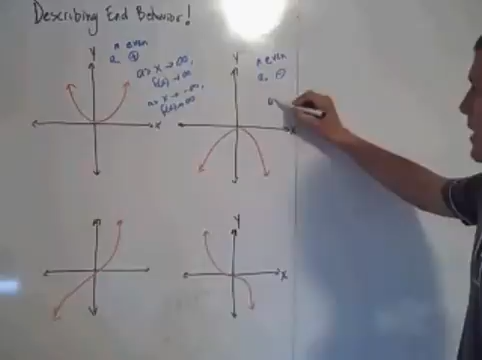 Describing End Behavior!
Y
n even
a +
as x → ∞,
f(x) → ∞
as x → -∞,
f(x) → ∞
X
Y
n even
a -
a
X
Y
X